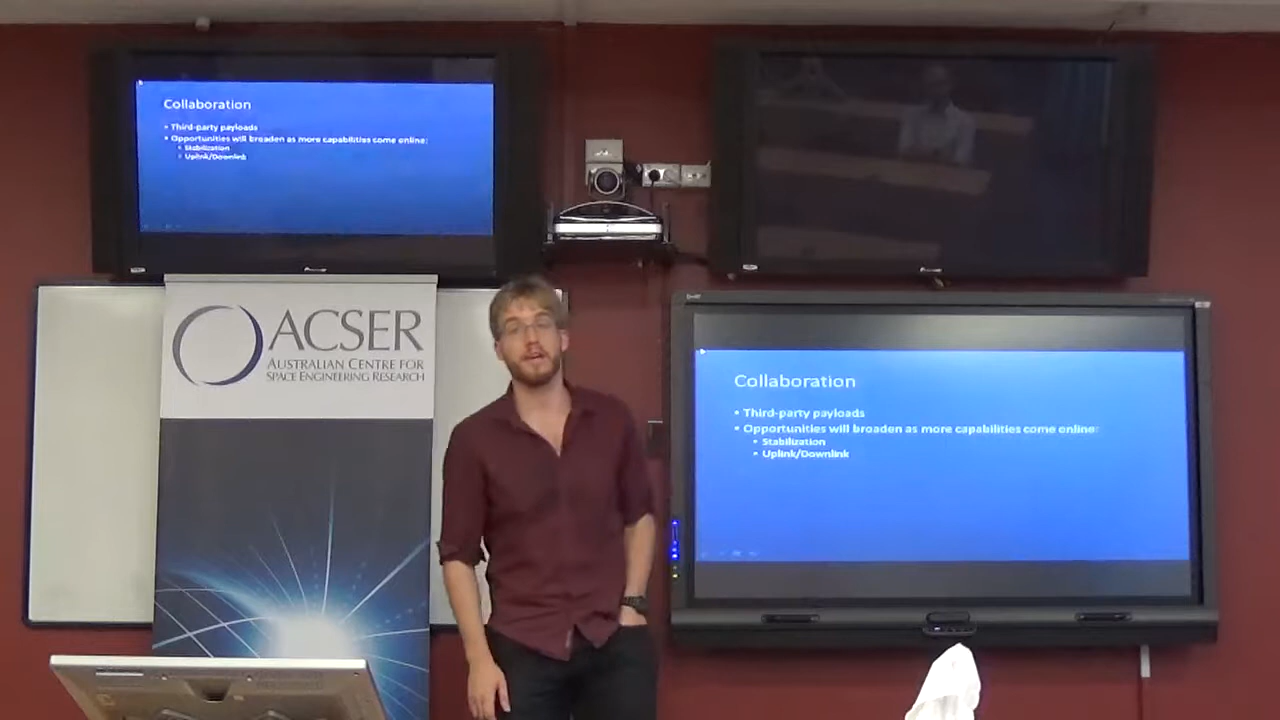 Collaboration
• Third-party payloads
• Opportunities will broaden as more capabilities come online:
• Stabilization
• Uplink/Downlink
ACSER
AUSTRALIAN CENTRE FOR
SPACE ENGINEERING RESEARCH
Collaboration
• Third-party payloads
• Opportunities will broaden as more capabilities come online:
• Stabilization
• Uplink/Downlink